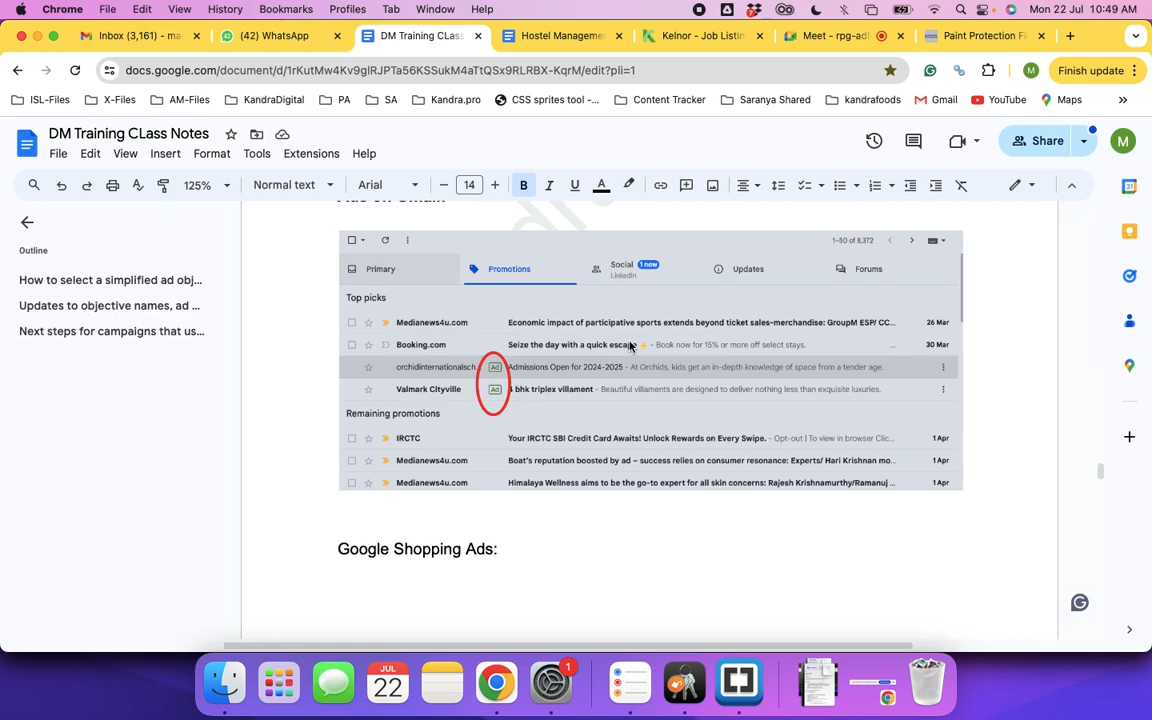 Chrome File Edit View History Bookmarks Profiles Tab Window Help Mon 22 Jul 10:49 AM
Inbox (3,161) - ma (42) WhatsApp DM Training CLass Hostel Manageme Kelnor - Job Listin Meet - rpg-adf Paint Protection Fi
docs.google.com/document/d/1rKutMw4Kv9gIRJPTa56KSSukM4aTtQSx9RLRBX-KqrM/edit?pli=1 M Finish update
ISL-Files X-Files AM-Files KandraDigital PA SA Kandra.pro CSS sprites tool -... Content Tracker Saranya Shared kandrafoods Gmail YouTube Maps
DM Training CLass Notes
File Edit View Insert Format Tools Extensions Help
Share M
125% Normal text Arial 14 B I U A
Outline
How to select a simplified ad obj...
Updates to objective names, ad ...
Next steps for campaigns that us...
1–50 of 8,372
Primary Promotions Social 1 new Updates Forums
LinkedIn
Top picks
Medianews4u.com Economic impact of participative sports extends beyond ticket sales-merchandise: GroupM ESP/ CC... 26 Mar
Booking.com Seize the day with a quick escape - Book now for 15% or more off select stays. ... 30 Mar
orchidinternationalsch.. Ad Admissions Open for 2024-2025 - At Orchids, kids get an in-depth knowledge of space from a tender age.
Valmark Cityville Ad bhk triplex villament - Beautiful villaments are designed to deliver nothing less than exquisite luxuries.
Remaining promotions
IRCTC Your IRCTC SBI Credit Card Awaits! Unlock Rewards on Every Swipe. - Opt-out | To view in browser Clic... 1 Apr
Medianews4u.com Boat's reputation boosted by ad – success relies on consumer resonance: Experts/ Hari Krishnan mo... 1 Apr
Medianews4u.com Himalaya Wellness aims to be the go-to expert for all skin concerns: Rajesh Krishnamurthy/Ramanuj ... 1 Apr
Google Shopping Ads:
JUL
22
1